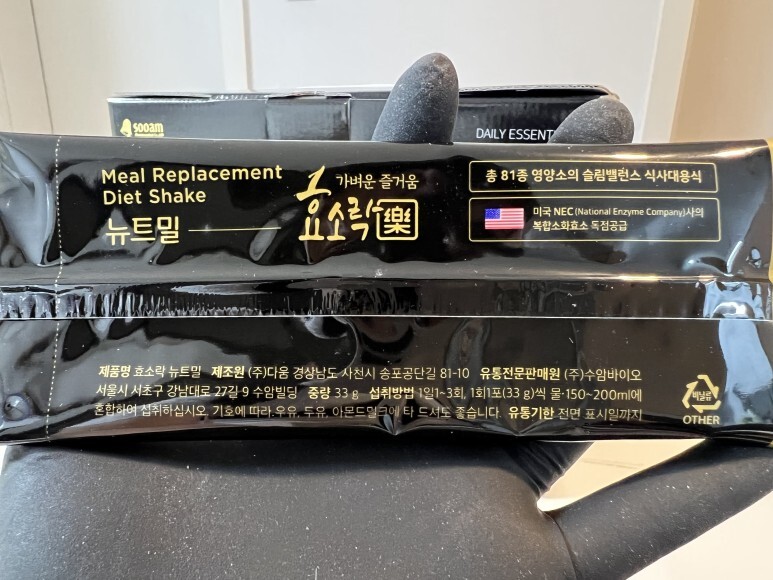 sooam
DAILY ESSENT
Meal Replacement
Diet Shake
뉴트밀
가벼운 즐거움
효소락 樂
총 81종 영양소의 슬림밸런스 식사대용식
미국 NEC (National Enzyme Company)사의
복합소화효소 독점공급
제품명 효소락 뉴트밀 제조원 (주)다움 경상남도 사천시 송포공단길 81-10 유통전문판매원 (주)수암바이오
서울시 서초구 강남대로 27길 9 수암빌딩 중량 33 g 섭취방법 1일1~3회, 1회1포(33 g)씩 물·150~200ml에
혼합하여 섭취하십시오. 기호에 따라 우유, 두유, 아몬드밀크에 타 드셔도 좋습니다. 유통기한 전면 표시일까지
비닐류
OTHER